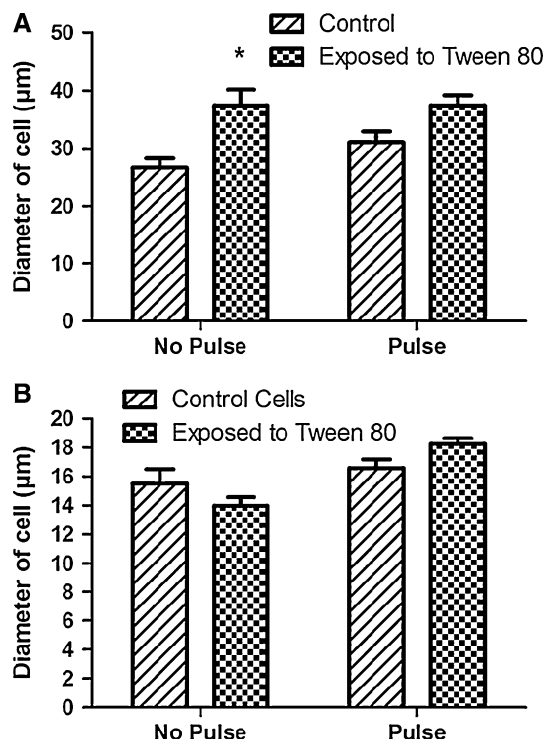 A
Control
Exposed to Tween 80
*
Diameter of cell (µm)
50
40
30
20
10
0
No Pulse
Pulse
B
Control Cells
Exposed to Tween 80
Diameter of cell (µm)
20
18
16
14
12
10
8
6
4
2
0
No Pulse
Pulse